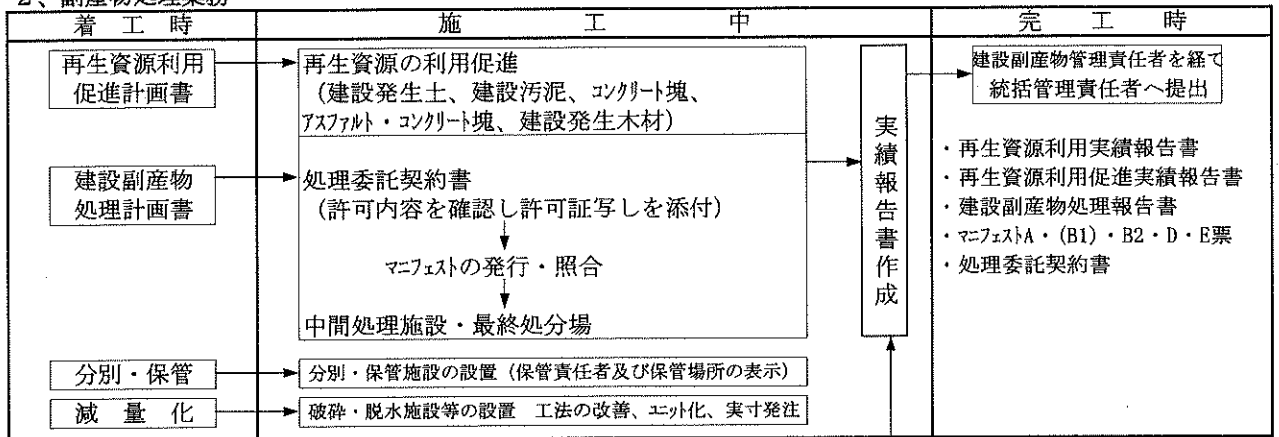 2、副産物処理業務
着工時
施工中
完工時
再生資源利用
促進計画書
再生資源の利用促進
(建設発生土、建設汚泥、コンクリート塊、
アスファルト・コンクリート塊、建設発生木材)
建設副産物
処理計画書
処理委託契約書
(許可内容を確認し許可証写しを添付)
マニフェストの発行・照合
中間処理施設・最終処分場
分別・保管
分別・保管施設の設置(保管責任者及び保管場所の表示)
減量化
破砕・脱水施設等の設置 工法の改善、ユニット化、実寸発注
実績報告書作成
建設副産物管理責任者を経て
統括管理責任者へ提出
・再生資源利用実績報告書
・再生資源利用促進実績報告書
・建設副産物処理報告書
・マニフェストA・(B1)・B2・D・E票
・処理委託契約書